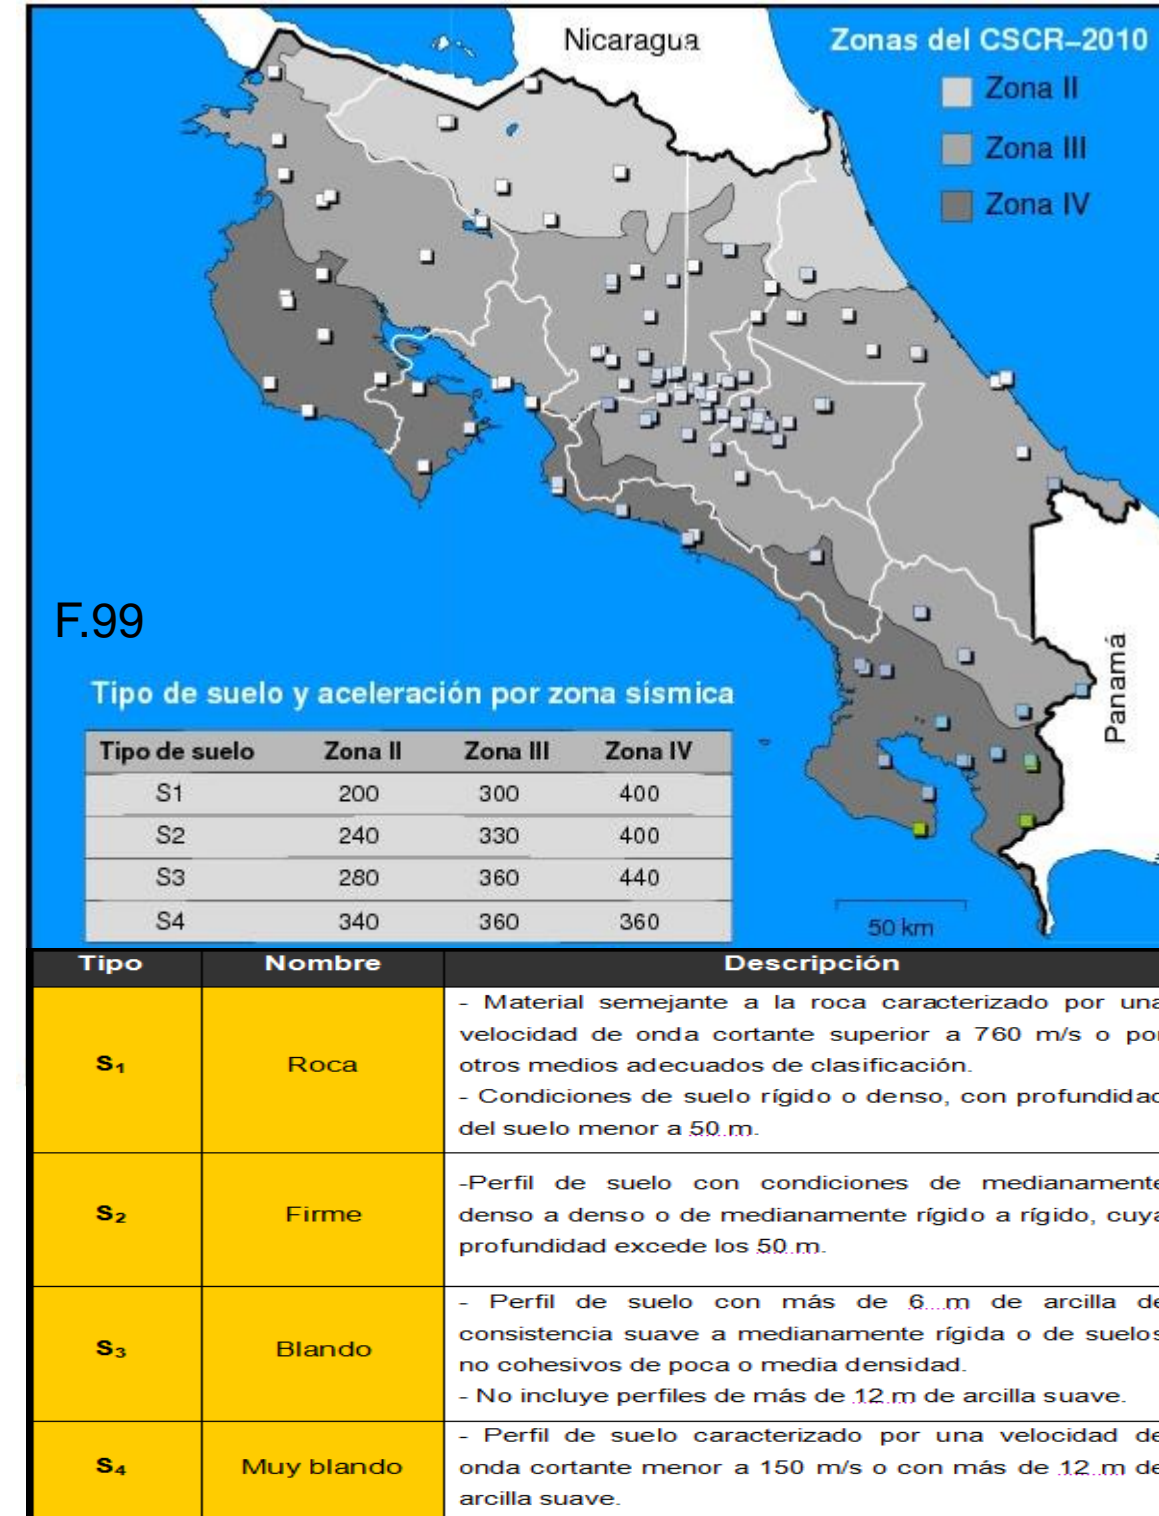 Nicaragua
Zonas del CSCR-2010
Zona II
Zona III
Zona IV
F.99
Panamá
Tipo de suelo y aceleración por zona sísmica
Tipo de suelo Zona II Zona III Zona IV
S1 200 300 400
S2 240 330 400
S3 280 360 440
S4 340 360 360
50 km
Tipo Nombre Descripción
S₁ Roca
- Material semejante a la roca caracterizado por una
velocidad de onda cortante superior a 760 m/s o por
otros medios adecuados de clasificación.
- Condiciones de suelo rígido o denso, con profundidad
del suelo menor a 50 m.
S₂ Firme
-Perfil de suelo con condiciones de medianamente
denso a denso o de medianamente rígido a rígido, cuya
profundidad excede los 50 m.
S₃ Blando
- Perfil de suelo con más de 6 m de arcilla de
consistencia suave a medianamente rígida o de suelos
no cohesivos de poca o media densidad.
- No incluye perfiles de más de 12 m de arcilla suave.
S₄ Muy blando
- Perfil de suelo caracterizado por una velocidad de
onda cortante menor a 150 m/s o con más de 12 m de
arcilla suave.